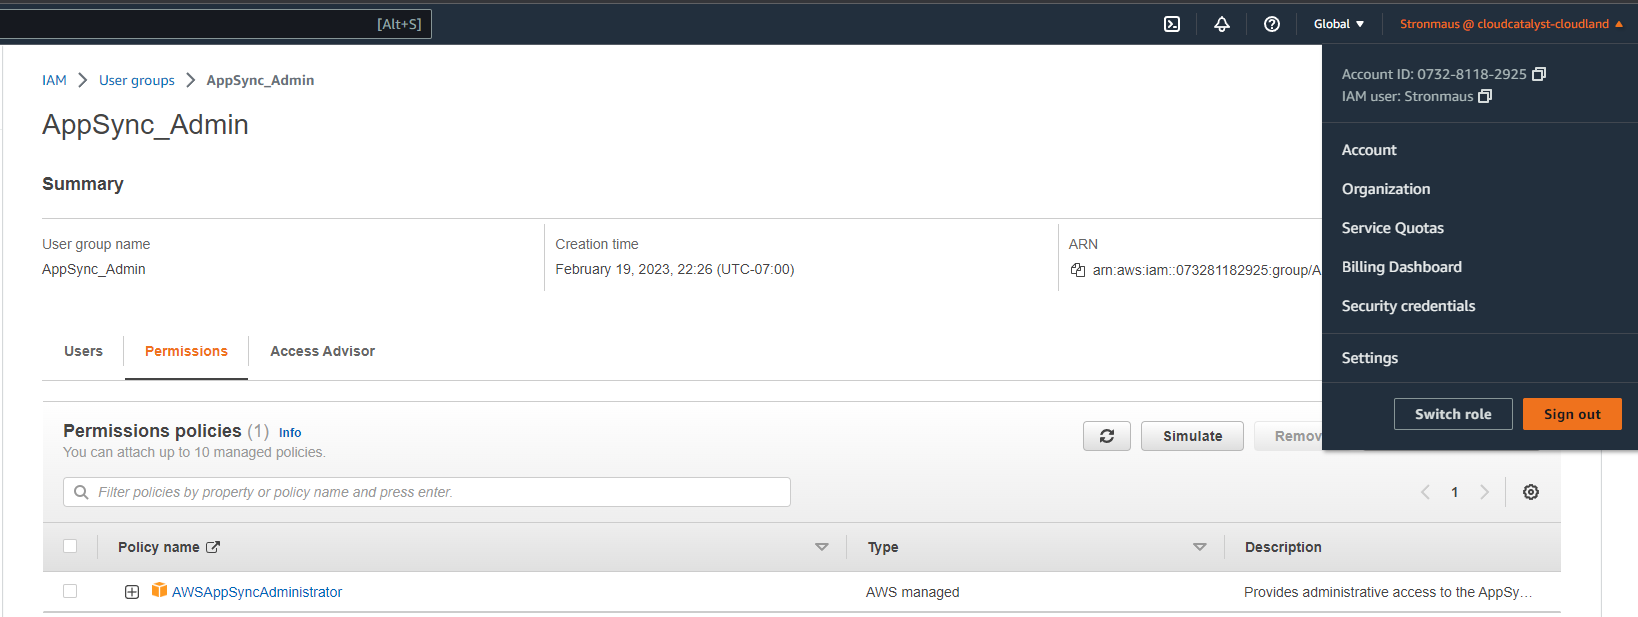 [Alt+S]
Global
Stronmaus @ cloudcatalyst-cloudland
Account ID: 0732-8118-2925
IAM user: Stronmaus
Account
Organization
Service Quotas
Billing Dashboard
Security credentials
Settings
Switch role
Sign out
IAM
User groups
AppSync_Admin
AppSync_Admin
Summary
User group name
AppSync_Admin
Creation time
February 19, 2023, 22:26 (UTC-07:00)
ARN
arn:aws:iam::073281182925:group/A
Users
Permissions
Access Advisor
Permissions policies (1) Info
You can attach up to 10 managed policies.
Simulate
Remov
Filter policies by property or policy name and press enter.
1
Policy name
Type
Description
AWSAppSyncAdministrator
AWS managed
Provides administrative access to the AppSy...